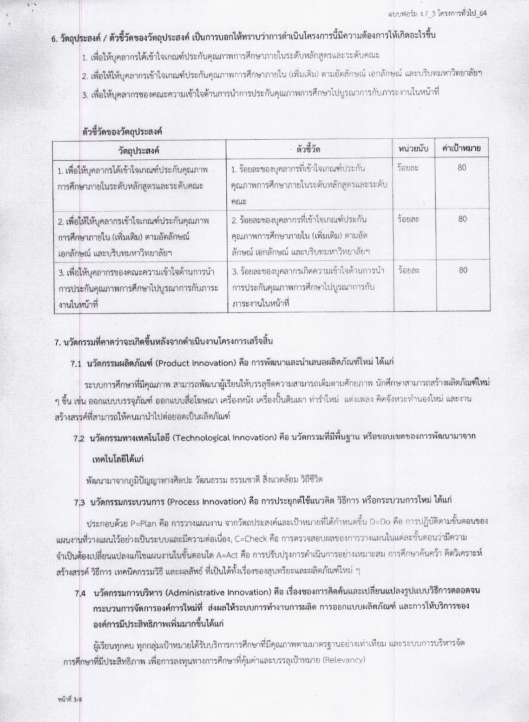 แบบฟอร์ม ง.7_3 โครงการทั่วไป_64
6. วัตถุประสงค์ / ตัวชี้วัดของวัตถุประสงค์ เป็นการบอกให้ทราบว่าการดำเนินโครงการนี้มีความต้องการให้เกิดอะไรขึ้น
1. เพื่อให้บุคลากรได้เข้าใจเกณฑ์ประกันคุณภาพการศึกษาภายในระดับหลักสูตรและระดับคณะ
2. เพื่อให้ให้บุคลากรเข้าใจเกณฑ์ประกันคุณภาพการศึกษาภายใน (เพิ่มเติม) ตามอัตลักษณ์ เอกลักษณ์ และบริบทมหาวิทยาลัยฯ
3. เพื่อให้บุคลากรของคณะความเข้าใจด้านการนำการประกันคุณภาพการศึกษาไปบูรณาการกับภาระงานในหน้าที่
ตัวชี้วัดของวัตถุประสงค์
วัตถุประสงค์ ตัวชี้วัด หน่วยนับ ค่าเป้าหมาย
1. เพื่อให้บุคลากรได้เข้าใจเกณฑ์ประกันคุณภาพ 1. ร้อยละของบุคลากรที่เข้าใจเกณฑ์ประกัน ร้อยละ 80
การศึกษาภายในระดับหลักสูตรและระดับคณะ คุณภาพการศึกษาภายในระดับหลักสูตรและระดับ
คณะ
2. เพื่อให้ให้บุคลากรเข้าใจเกณฑ์ประกันคุณภาพ 2. ร้อยละของบุคลากรที่เข้าใจเกณฑ์ประกัน ร้อยละ 80
การศึกษาภายใน (เพิ่มเติม) ตามอัตลักษณ์ คุณภาพการศึกษาภายใน (เพิ่มเติม) ตามอัต
เอกลักษณ์ และบริบทมหาวิทยาลัยฯ ลักษณ์ เอกลักษณ์ และบริบทมหาวิทยาลัยฯ
3. เพื่อให้บุคลากรของคณะความเข้าใจด้านการนำ 3. ร้อยละของบุคลากรเกิดความเข้าใจด้านการนำ ร้อยละ 80
การประกันคุณภาพการศึกษาไปบูรณาการกับภาระ การประกันคุณภาพการศึกษาไปบูรณาการกับ
งานในหน้าที่ ภาระงานในหน้าที่
7. นวัตกรรมที่คาดว่าจะเกิดขึ้นหลังจากดำเนินงานโครงการเสร็จสิ้น
7.1 นวัตกรรมผลิตภัณฑ์ (Product Innovation) คือ การพัฒนาและนำเสนอผลิตภัณฑ์ใหม่ ได้แก่
ระบบการศึกษาที่มีคุณภาพ สามารถพัฒนาผู้เรียนให้บรรลุขีดความสามารถเต็มตามศักยภาพ นักศึกษาสามารถสร้างผลิตภัณฑ์ใหม่
ๆ ขึ้น เช่น ออกแบบบรรจุภัณฑ์ ออกแบบสื่อโฆษณา เครื่องหนัง เครื่องปั้นดินเผา ท่ารำใหม่ แต่งเพลง คิดจังหวะทำนองใหม่ และงาน
สร้างสรรค์ที่สามารถให้คนมานำไปต่อยอดเป็นผลิตภัณฑ์
7.2 นวัตกรรมทางเทคโนโลยี (Technological Innovation) คือ นวัตกรรมที่มีพื้นฐาน หรือขอบเขตของการพัฒนามาจาก
เทคโนโลยีได้แก่
พัฒนามาจากภูมิปัญญาทางศิลปะ วัฒนธรรม ธรรมชาติ สิ่งแวดล้อม วิถีชีวิต
7.3 นวัตกรรมกระบวนการ (Process Innovation) คือ การประยุกต์ใช้แนวคิด วิธีการ หรือกระบวนการใหม่ ได้แก่
ประกอบด้วย P=Plan คือ การวางแผนงาน จากวัตถุประสงค์และเป้าหมายที่ได้กำหนดขึ้น D=Do คือ การปฏิบัติตามขั้นตอนของ
แผนงานที่วางแผนไว้อย่างเป็นระบบและมีความต่อเนื่อง, C=Check คือ การตรวจสอบผลของการวางแผนในแต่ละขั้นตอนว่ามีความ
จำเป็นต้องเปลี่ยนแปลงแก้ไขแผนงานในขั้นตอนใด A=Act คือ การปรับปรุงการดำเนินการอย่างเหมาะสม การศึกษาค้นคว้า คิดวิเคราะห์
สร้างสรรค์ วิธีการ เทคนิคกรรมวิธี และผลลัพธ์ ที่เป็นได้ทั้งเรื่องของสุนทรียะและผลิตภัณฑ์ใหม่ ๆ
7.4 นวัตกรรมการบริหาร (Administrative Innovation) คือ เรื่องของการคิดค้นและเปลี่ยนแปลงรูปแบบวิธีการตลอดจน
กระบวนการจัดการองค์การใหม่ที่ ส่งผลให้ระบบการทำงานการผลิต การออกแบบผลิตภัณฑ์ และการให้บริการของ
องค์การมีประสิทธิภาพเพิ่มมากขึ้นได้แก่
ผู้เรียนทุกคน ทุกกลุ่มเป้าหมายได้รับบริการการศึกษาที่มีคุณภาพตามมาตรฐานอย่างเท่าเทียม และระบบการบริหารจัด
การศึกษาที่มีประสิทธิภาพ เพื่อการลงทุนทางการศึกษาที่คุ้มค่าและบรรลุเป้าหมาย (Relevancy)
หน้าที่ 3/6